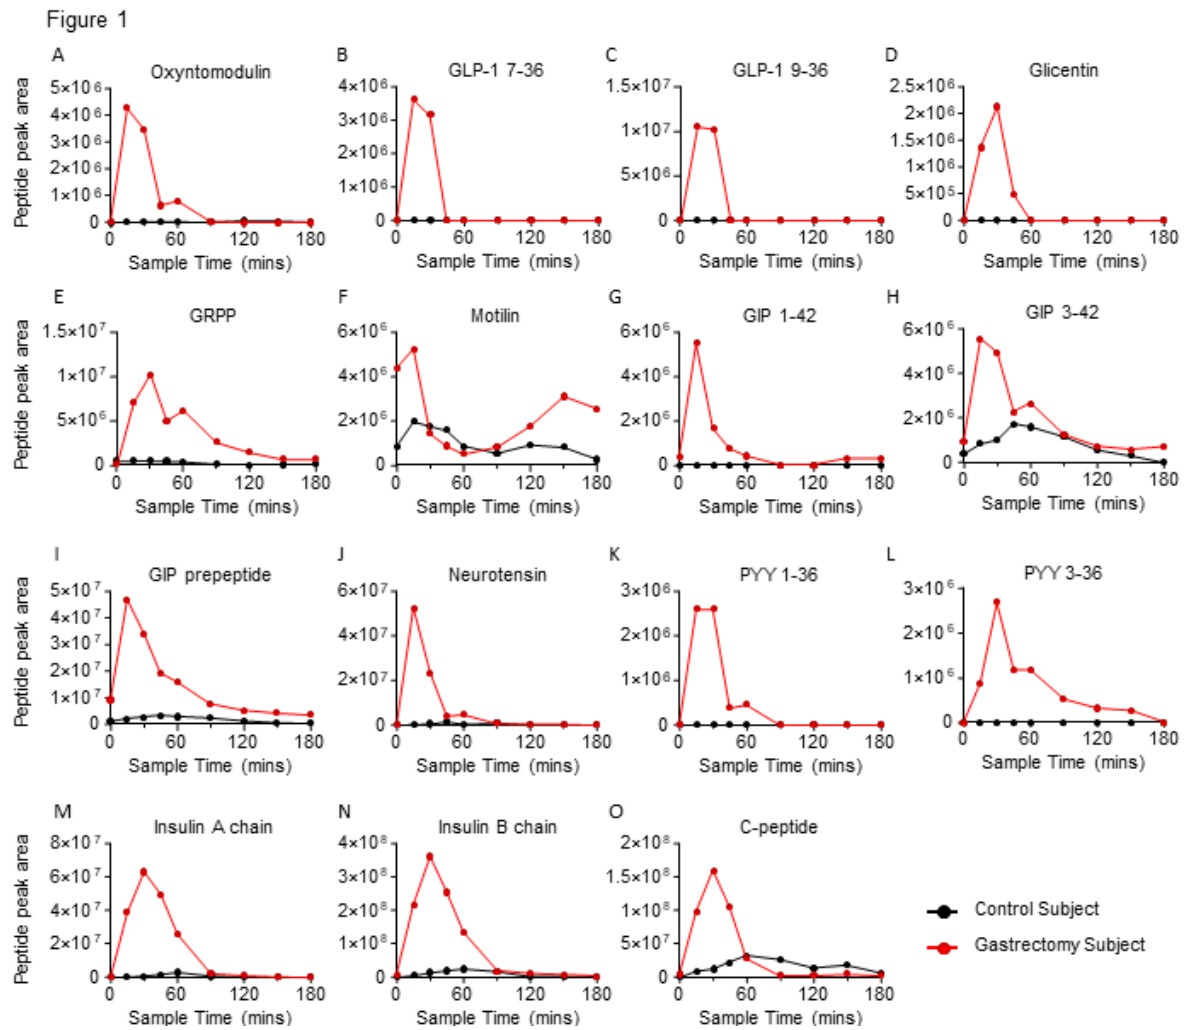 Figure 1
A
Oxyntomodulin
Peptide peak area
5×10⁶
4×10⁶
3×10⁶
2×10⁶
1×10⁶
0
0 60 120 180
Sample Time (mins)
B
GLP-1 7-36
4×10⁶
3×10⁶
2×10⁶
1×10⁶
0
0 60 120 180
Sample Time (mins)
C
GLP-1 9-36
1.5×10⁷
1×10⁷
5×10⁶
0
0 60 120 180
Sample Time (mins)
D
Glicentin
2.5×10⁶
2×10⁶
1.5×10⁶
1×10⁶
5×10⁵
0
0 60 120 180
Sample Time (mins)
E
GRPP
Peptide peak area
1.5×10⁷
1×10⁷
5×10⁶
0
0 60 120 180
Sample Time (mins)
F
Motilin
6×10⁶
4×10⁶
2×10⁶
0
0 60 120 180
Sample Time (mins)
G
GIP 1-42
6×10⁶
4×10⁶
2×10⁶
0
0 60 120 180
Sample Time (mins)
H
GIP 3-42
6×10⁶
4×10⁶
2×10⁶
0
0 60 120 180
Sample Time (mins)
I
GIP prepeptide
Peptide peak area
5×10⁷
4×10⁷
3×10⁷
2×10⁷
1×10⁷
0
0 60 120 180
Sample Time (mins)
J
Neurotensin
6×10⁷
4×10⁷
2×10⁷
0
0 60 120 180
Sample Time (mins)
K
PYY 1-36
3×10⁶
2×10⁶
1×10⁶
0
0 60 120 180
Sample Time (mins)
L
PYY 3-36
3×10⁶
2×10⁶
1×10⁶
0
0 60 120 180
Sample Time (mins)
M
Insulin A chain
Peptide peak area
8×10⁷
6×10⁷
4×10⁷
2×10⁷
0
0 60 120 180
Sample Time (mins)
N
Insulin B chain
4×10⁸
3×10⁸
2×10⁸
1×10⁸
0
0 60 120 180
Sample Time (mins)
O
C-peptide
2×10⁸
1×10⁸
1×10⁸
5×10⁷
0
0 60 120 180
Sample Time (mins)
Control Subject
Gastrectomy Subject